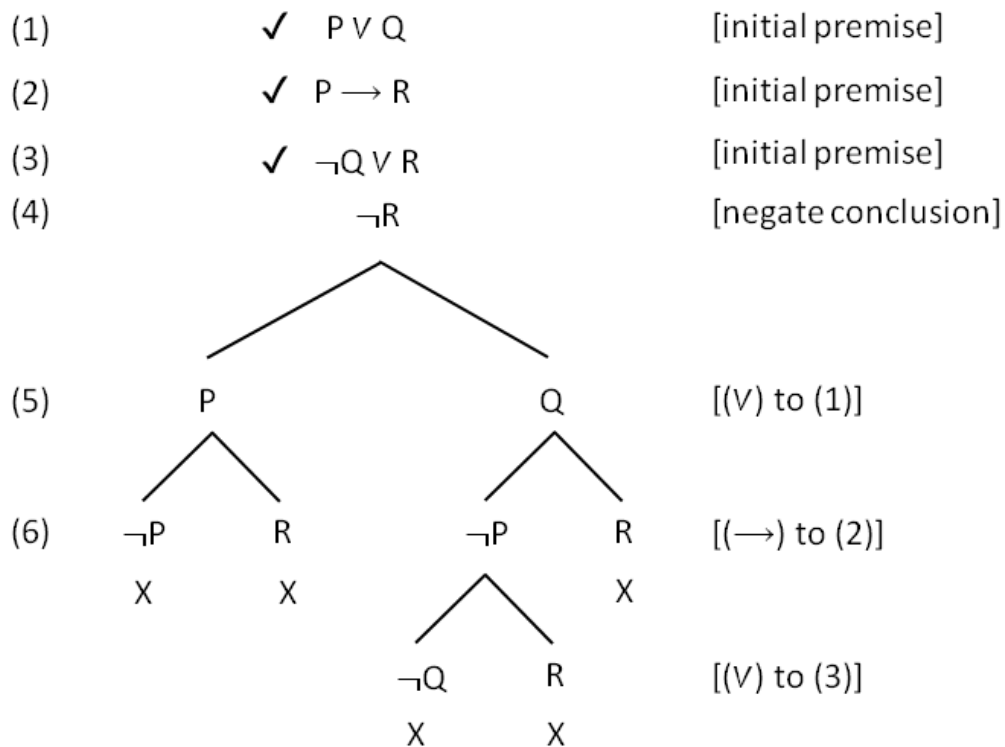 (1) ✓ P ∨ Q [initial premise]
(2) ✓ P ⟶ R [initial premise]
(3) ✓ ¬Q ∨ R [initial premise]
(4) ¬R [negate conclusion]
(5) P Q [(∨) to (1)]
(6) ¬P R ¬P R [(⟶) to (2)]
X X X
¬Q R [(∨) to (3)]
X X